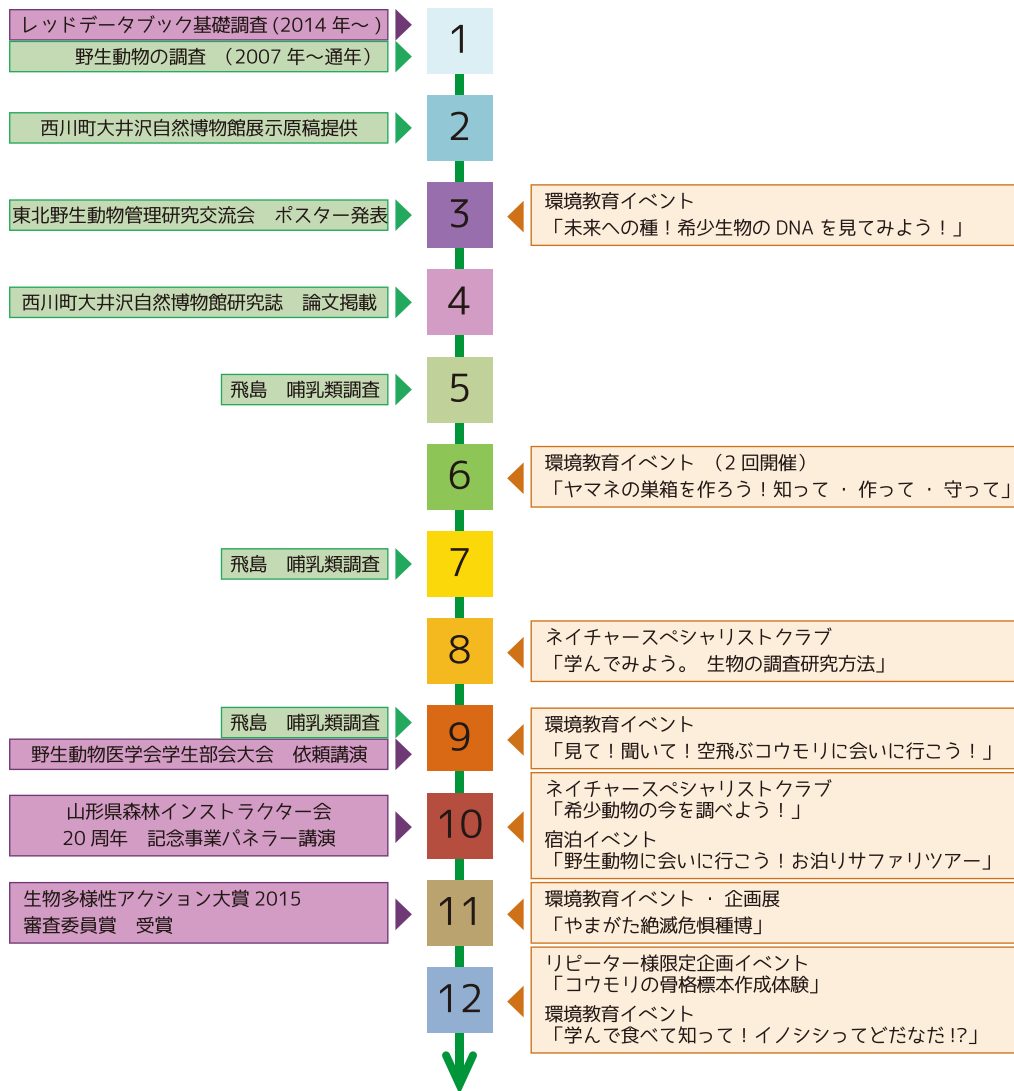 レッドデータブック基礎調査(2014年〜)
野生動物の調査　（2007年〜通年）
1
西川町大井沢自然博物館展示原稿提供
2
東北野生動物管理研究交流会　ポスター発表
3
環境教育イベント
「未来への種！希少生物のDNAを見てみよう！」
西川町大井沢自然博物館研究誌　論文掲載
4
飛島　哺乳類調査
5
6
環境教育イベント　（2回開催）
「ヤマネの巣箱を作ろう！知って ・ 作って ・ 守って」
飛島　哺乳類調査
7
8
ネイチャースペシャリストクラブ
「学んでみよう。 生物の調査研究方法」
飛島　哺乳類調査
野生動物医学会学生部会大会　依頼講演
9
環境教育イベント
「見て！聞いて！空飛ぶコウモリに会いに行こう！」
山形県森林インストラクター会
20周年　記念事業パネラー講演
10
ネイチャースペシャリストクラブ
「希少動物の今を調べよう！」
宿泊イベント
「野生動物に会いに行こう！お泊りサファリツアー」
生物多様性アクション大賞2015
審査委員賞　受賞
11
環境教育イベント ・ 企画展
「やまがた絶滅危惧種博」
12
リピーター様限定企画イベント
「コウモリの骨格標本作成体験」
環境教育イベント
「学んで食べて知って！イノシシってどだなだ!?」